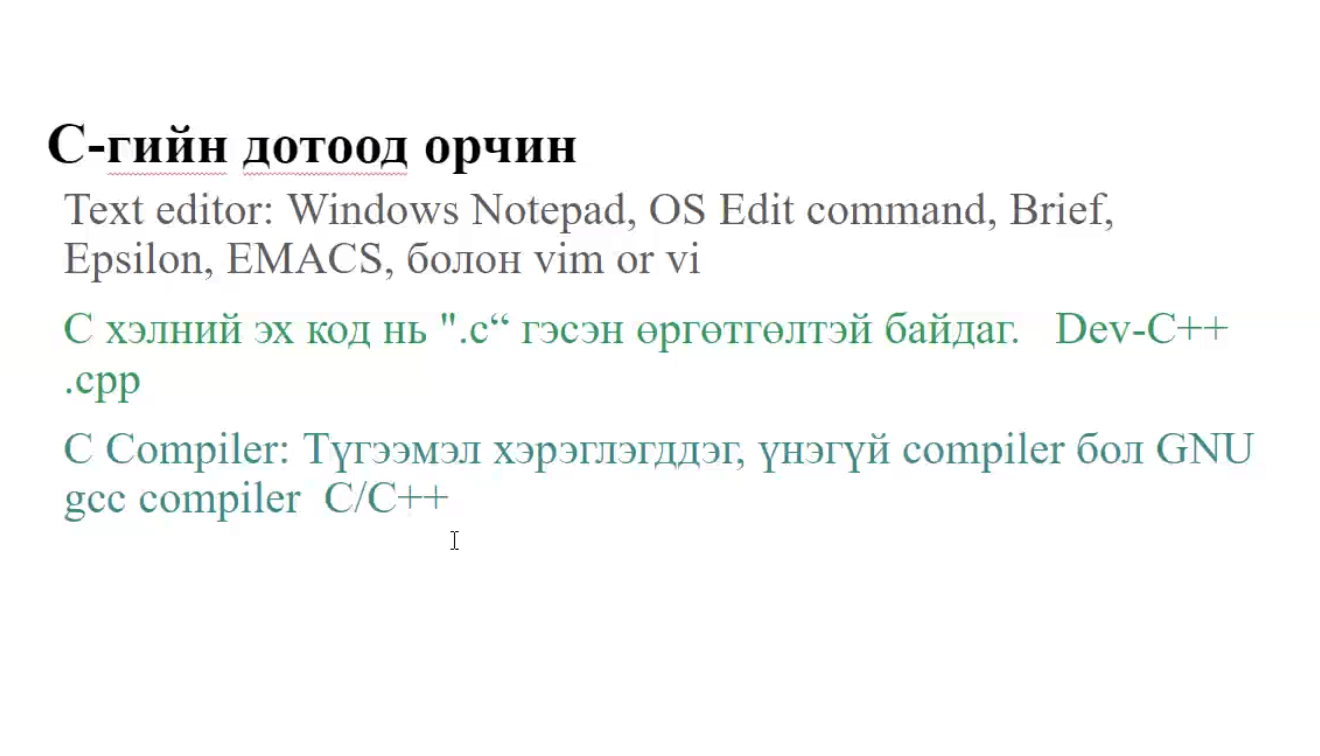 С-гийн дотоод орчин
Text editor: Windows Notepad, OS Edit command, Brief,
Epsilon, EMACS, болон vim or vi
С хэлний эх код нь ".c“ гэсэн өргөтгөлтэй байдаг.   Dev-C++
.cpp
C Compiler: Түгээмэл хэрэглэгддэг, үнэгүй compiler бол GNU
gcc compiler  C/C++